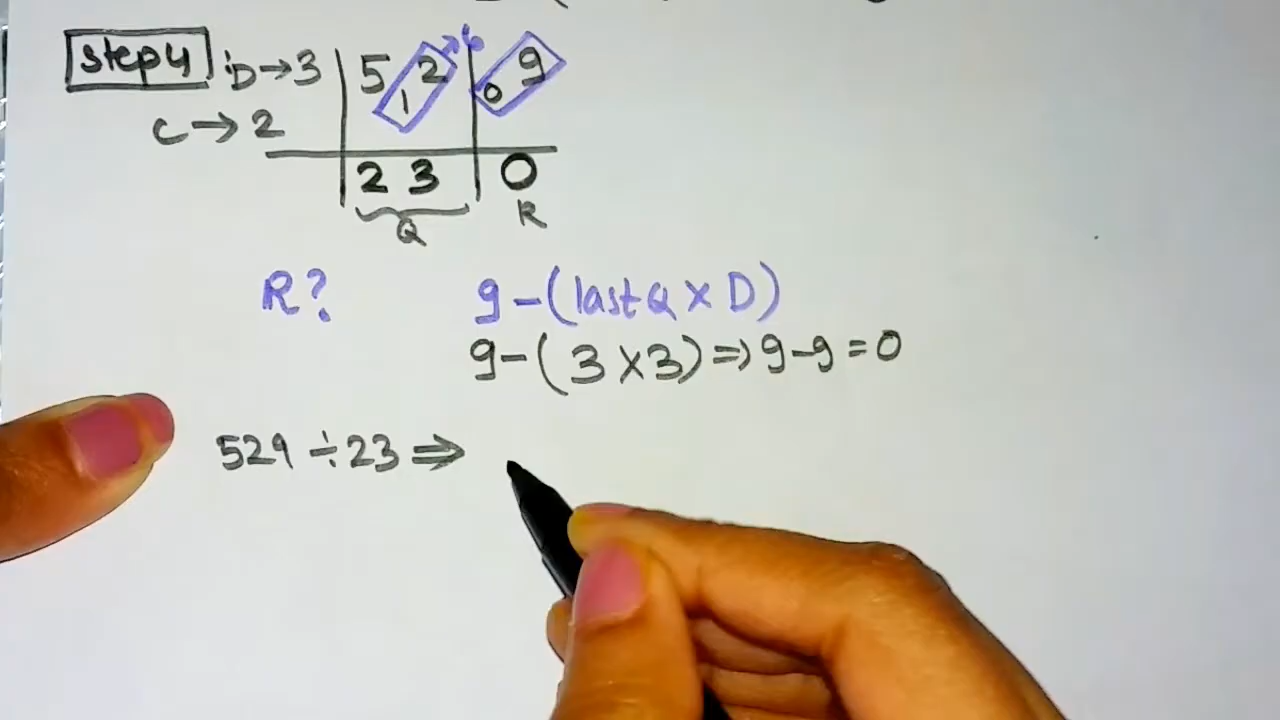 step4 D→3 5 2 → 6 9
1 0
C→2
2 3 0
Q R
R? 9-(last Q × D)
9-(3×3)⇒9-9=0
529÷23⇒